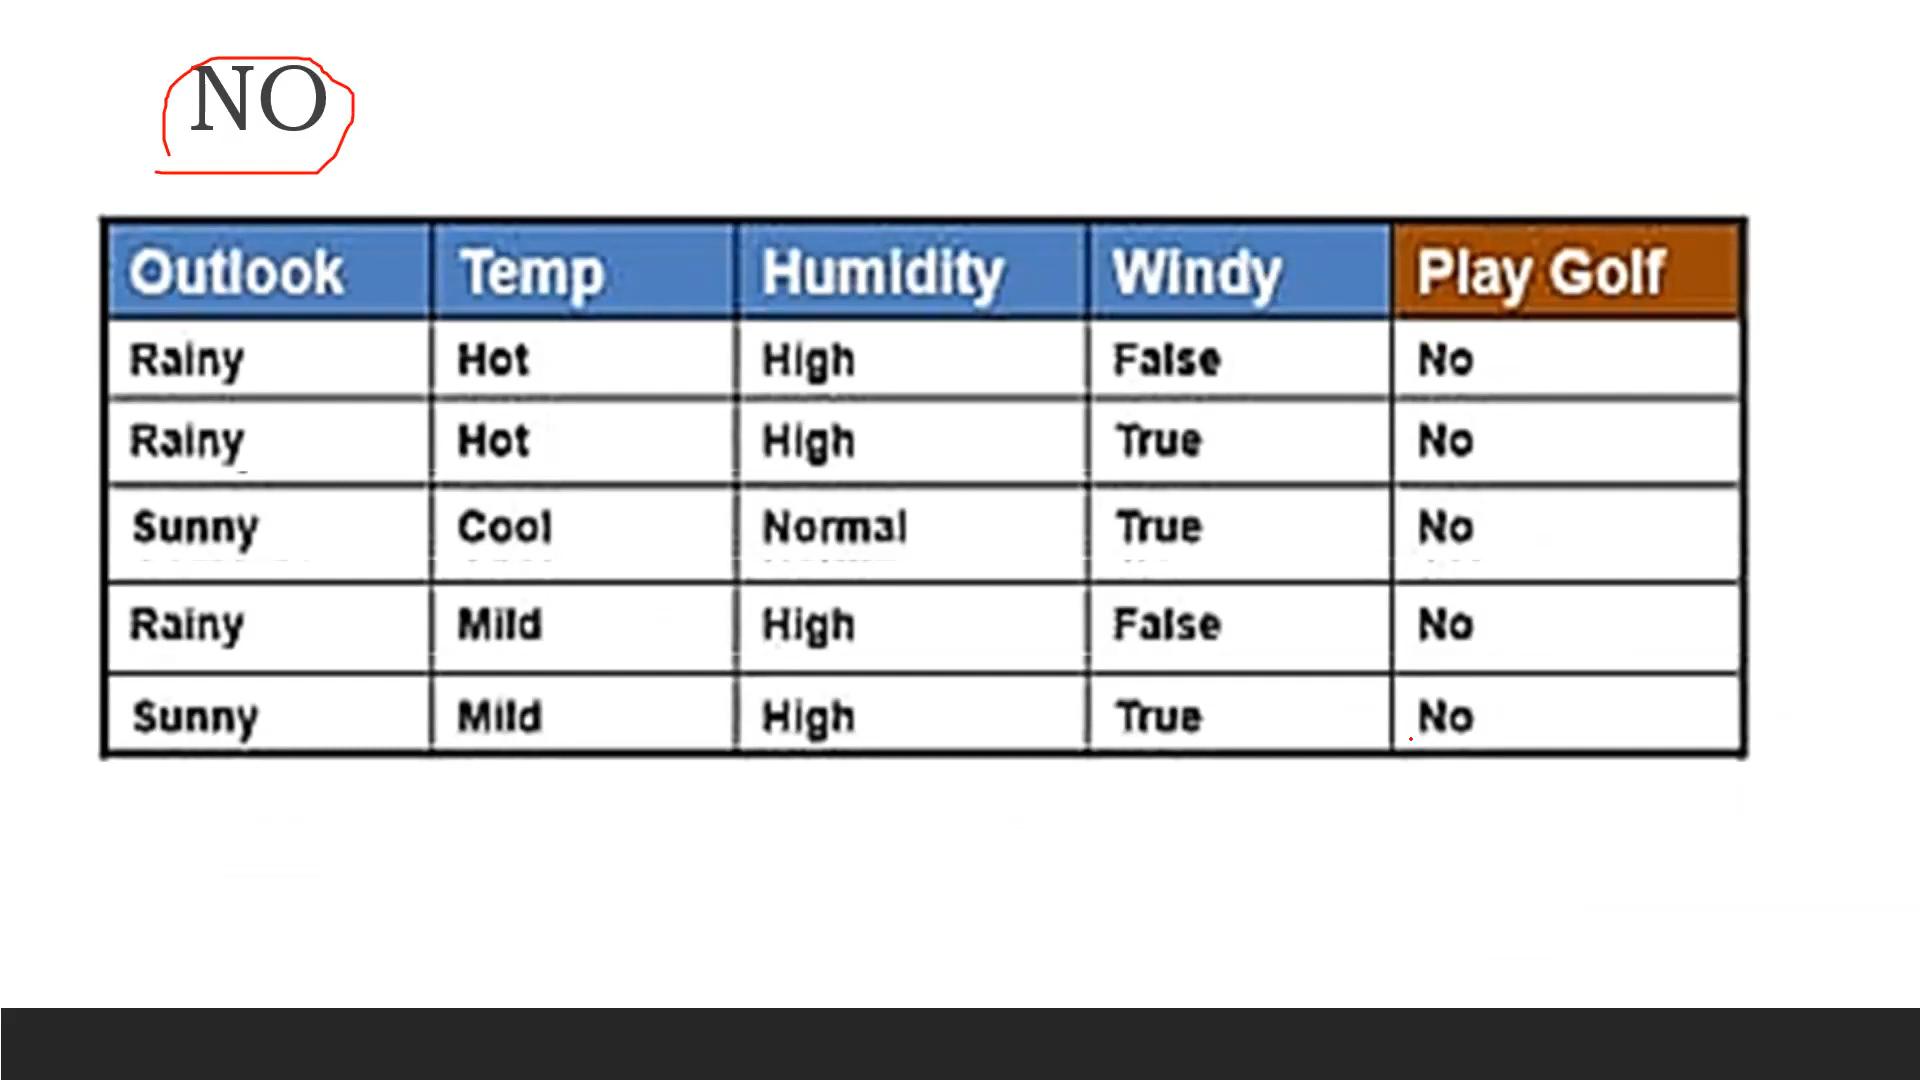 NO
Outlook Temp Humidity Windy Play Golf
Rainy Hot High False No
Rainy Hot High True No
Sunny Cool Normal True No
Rainy Mild High False No
Sunny Mild High True No